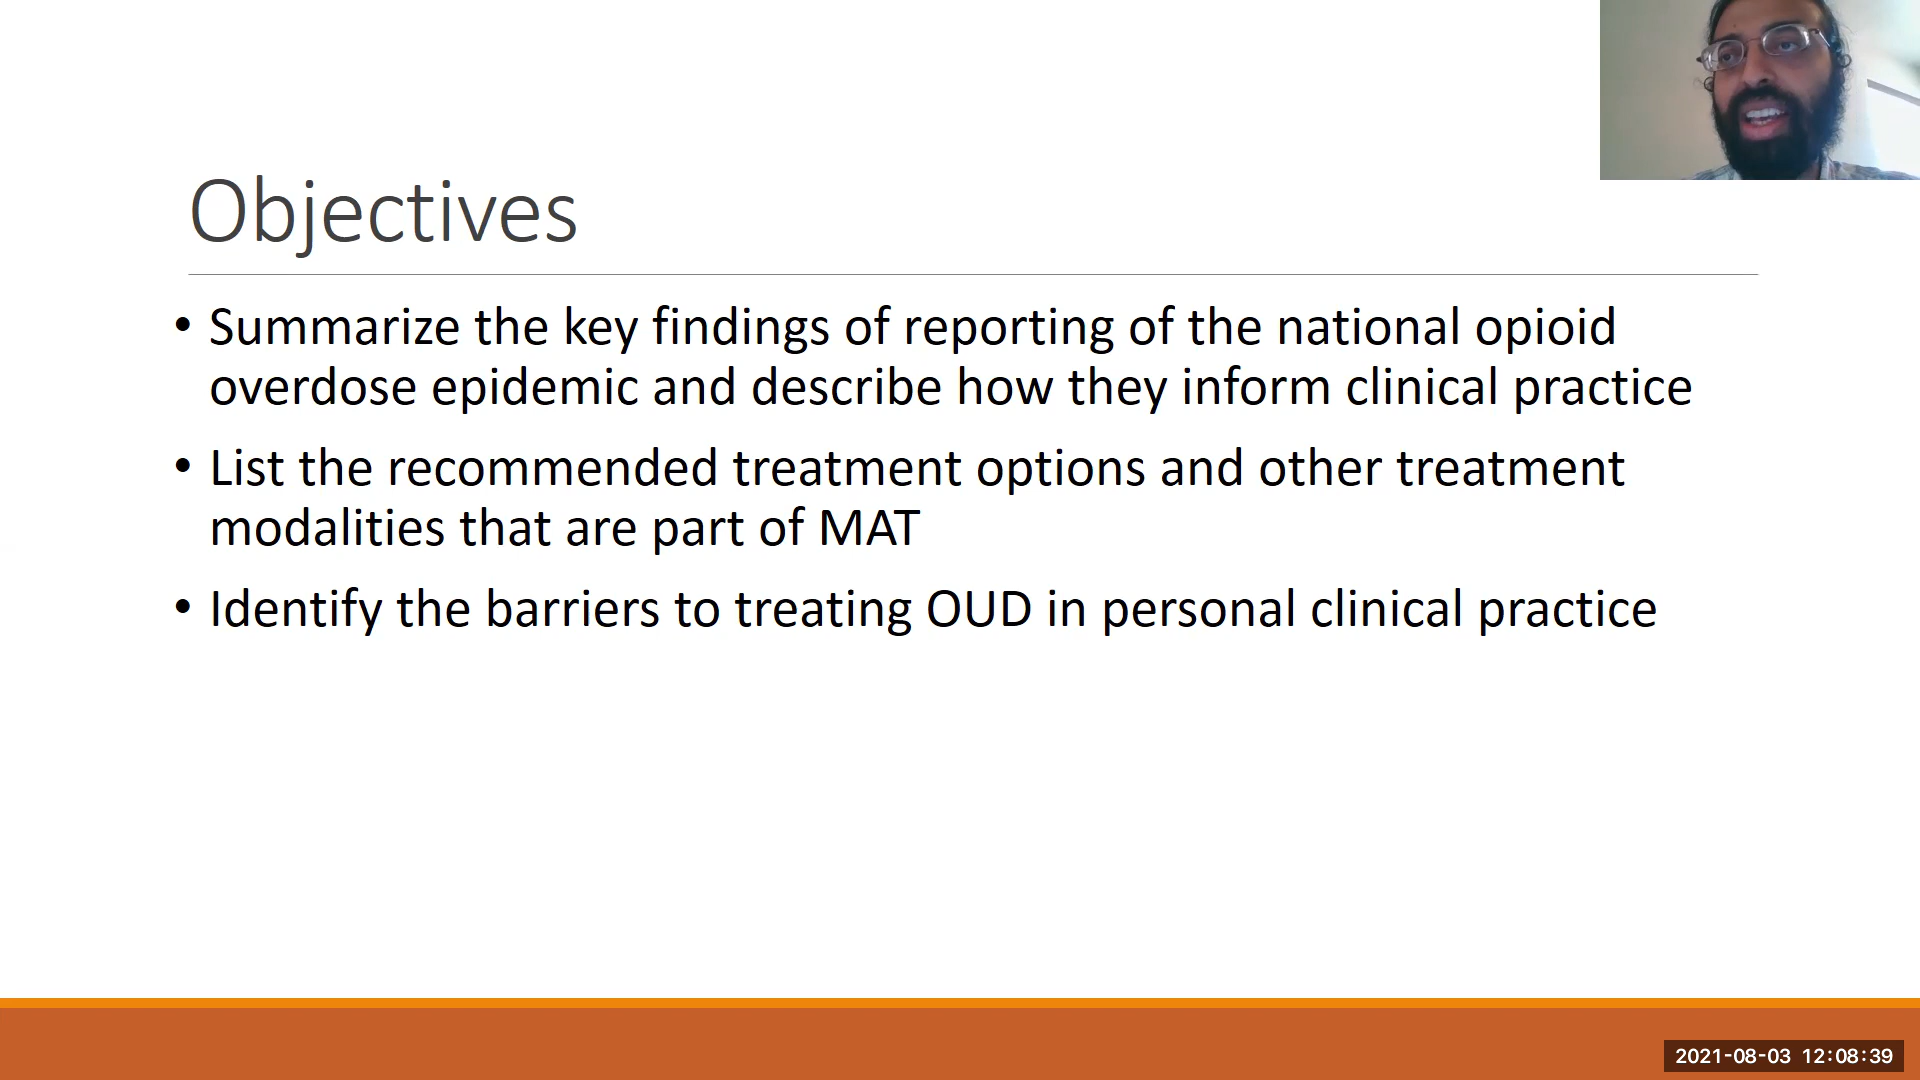 Objectives
• Summarize the key findings of reporting of the national opioid
overdose epidemic and describe how they inform clinical practice
• List the recommended treatment options and other treatment
modalities that are part of MAT
• Identify the barriers to treating OUD in personal clinical practice
2021-08-03 12:08:39